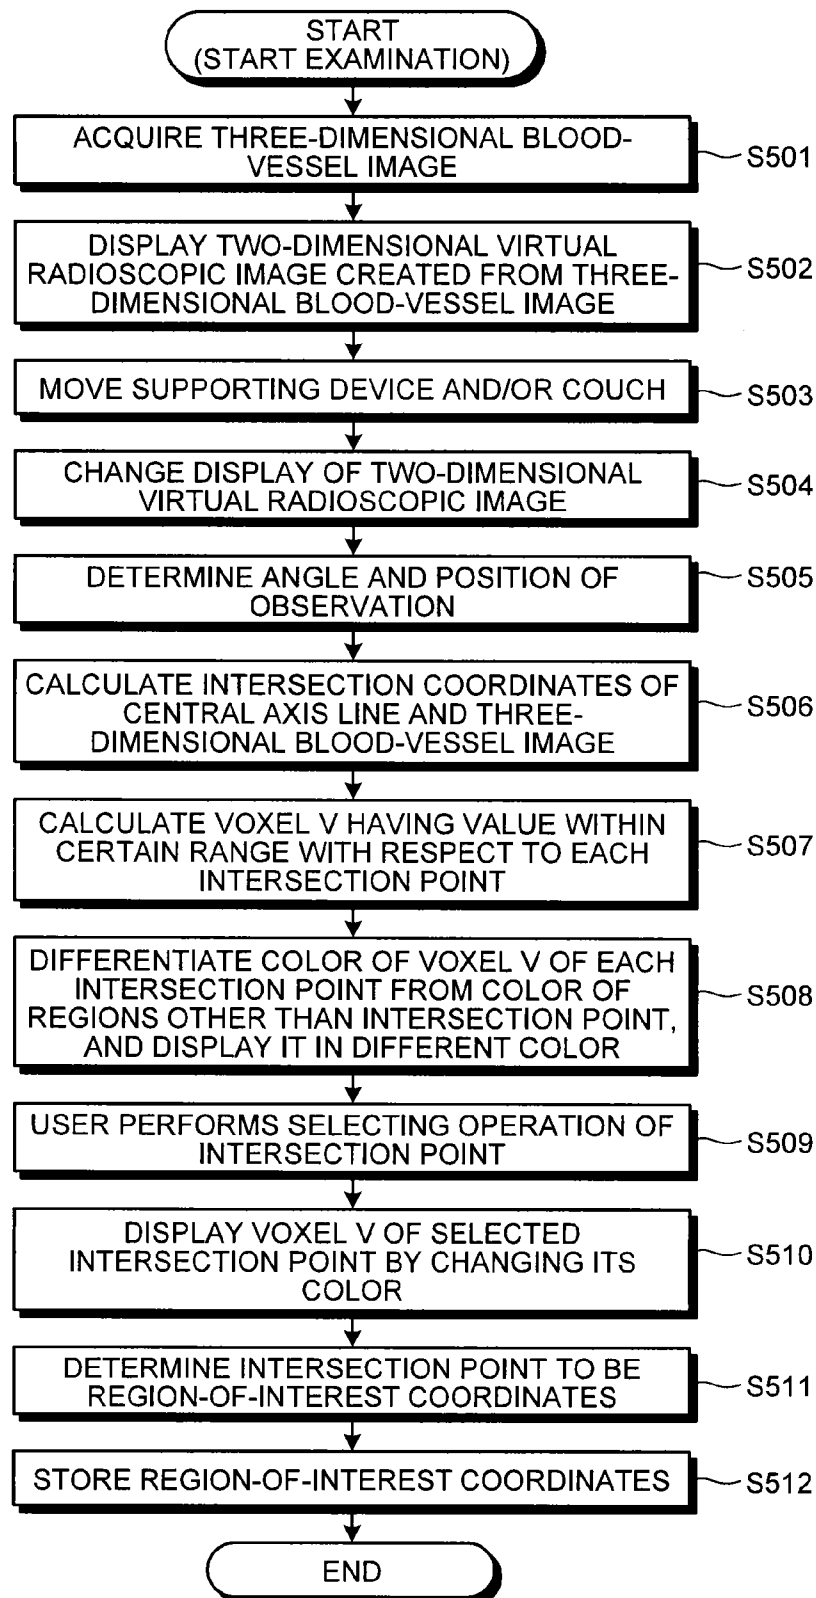 START
(START EXAMINATION)
ACQUIRE THREE-DIMENSIONAL BLOOD-
VESSEL IMAGE
S501
DISPLAY TWO-DIMENSIONAL VIRTUAL
RADIOSCOPIC IMAGE CREATED FROM THREE-
DIMENSIONAL BLOOD-VESSEL IMAGE
S502
MOVE SUPPORTING DEVICE AND/OR COUCH
S503
CHANGE DISPLAY OF TWO-DIMENSIONAL
VIRTUAL RADIOSCOPIC IMAGE
S504
DETERMINE ANGLE AND POSITION OF
OBSERVATION
S505
CALCULATE INTERSECTION COORDINATES OF
CENTRAL AXIS LINE AND THREE-
DIMENSIONAL BLOOD-VESSEL IMAGE
S506
CALCULATE VOXEL V HAVING VALUE WITHIN
CERTAIN RANGE WITH RESPECT TO EACH
INTERSECTION POINT
S507
DIFFERENTIATE COLOR OF VOXEL V OF EACH
INTERSECTION POINT FROM COLOR OF
REGIONS OTHER THAN INTERSECTION POINT,
AND DISPLAY IT IN DIFFERENT COLOR
S508
USER PERFORMS SELECTING OPERATION OF
INTERSECTION POINT
S509
DISPLAY VOXEL V OF SELECTED
INTERSECTION POINT BY CHANGING ITS
COLOR
S510
DETERMINE INTERSECTION POINT TO BE
REGION-OF-INTEREST COORDINATES
S511
STORE REGION-OF-INTEREST COORDINATES
S512
END